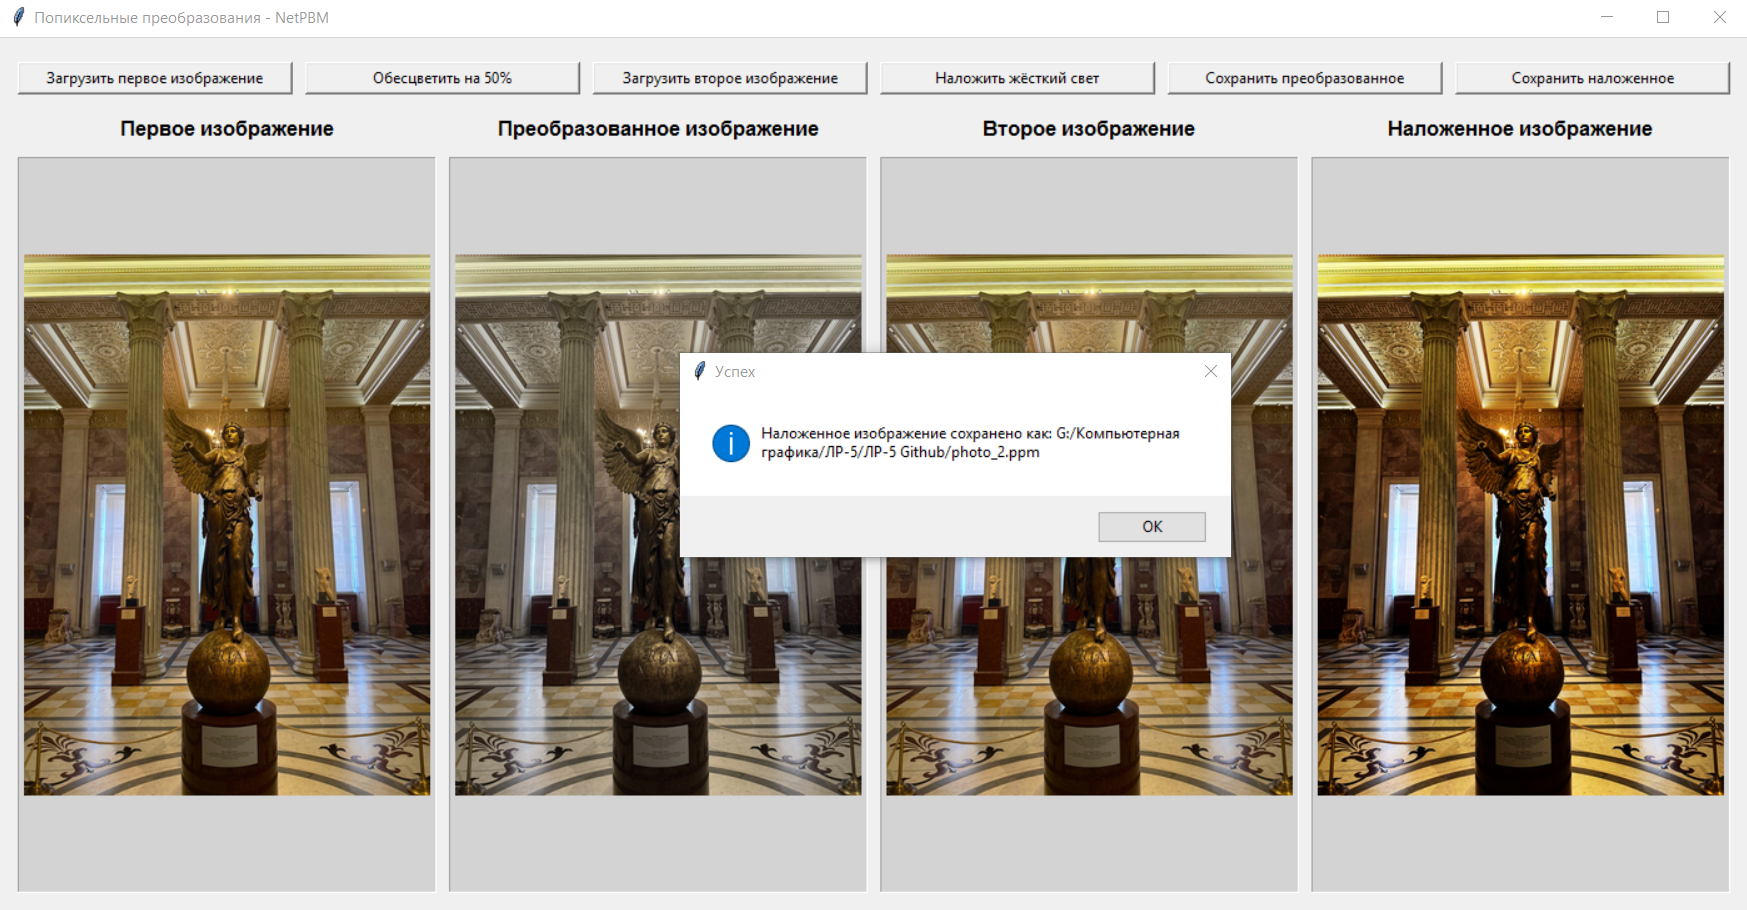 Попиксельные преобразования - NetPBM
Загрузить первое изображение
Обесцветить на 50%
Загрузить второе изображение
Наложить жёсткий свет
Сохранить преобразованное
Сохранить наложенное
Первое изображение
Преобразованное изображение
Второе изображение
Наложенное изображение
Успех
Наложенное изображение сохранено как: G:/Компьютерная
графика/ЛР-5/ЛР-5 Github/photo_2.ppm
ОК